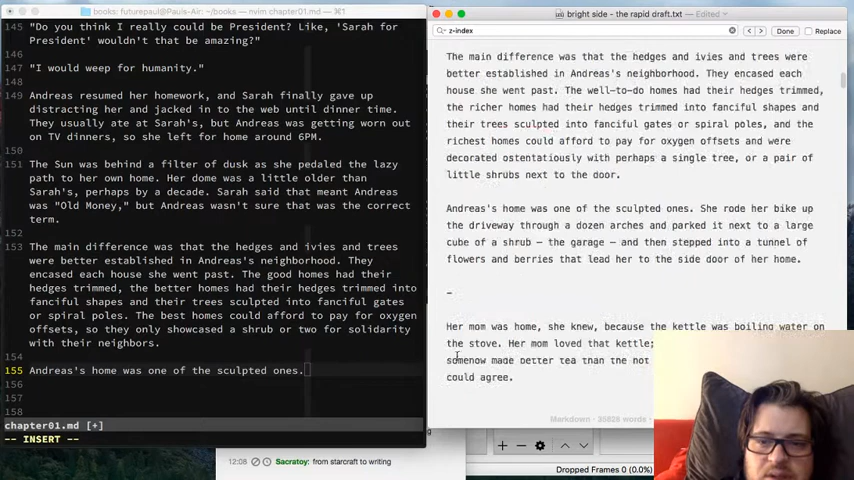 books: futurepaul@Pauls-Air: ~/books — nvim chapter01.md — ⌘1
145 "Do you think I really could be President? Like, 'Sarah for
President' wouldn't that be amazing?"
146
147 "I would weep for humanity."
148
149 Andreas resumed her homework, and Sarah finally gave up
distracting her and jacked in to the web until dinner time.
They usually ate at Sarah's, but Andreas was getting worn out
on TV dinners, so she left for home around 6PM.
150
151 The Sun was behind a filter of dusk as she pedaled the lazy
path to her own home. Her dome was a little older than
Sarah's, perhaps by a decade. Sarah said that meant Andreas
was "Old Money," but Andreas wasn't sure that was the correct
term.
152
153 The main difference was that the hedges and ivies and trees
were better established in Andreas's neighborhood. They
encased each house she went past. The good homes had their
hedges trimmed, the better homes had their hedges trimmed into
fanciful shapes and their trees sculpted into fanciful gates
or spiral poles. The best homes could afford to pay for oxygen
offsets, so they only showcased a shrub or two for solidarity
with their neighbors.
154
155 Andreas's home was one of the sculpted ones.
156
157
158
chapter01.md [+]
-- INSERT --
bright side - the rapid draft.txt — Edited
z-index
Done
Replace
The main difference was that the hedges and ivies and trees were
better established in Andreas's neighborhood. They encased each
house she went past. The well-to-do homes had their hedges trimmed,
the richer homes had their hedges trimmed into fanciful shapes and
their trees sculpted into fanciful gates or spiral poles, and the
richest homes could afford to pay for oxygen offsets and were
decorated ostentatiously with perhaps a single tree, or a pair of
little shrubs next to the door.
Andreas's home was one of the sculpted ones. She rode her bike up
the driveway through a dozen arches and parked it next to a large
cube of a shrub — the garage — and then stepped into a tunnel of
flowers and berries that lead her to the side door of her home.
—
Her mom was home, she knew, because the kettle was boiling water on
the stove. Her mom loved that kettle;
somehow made better tea than the hot
could agree.
Markdown · 35828 words
12:08 Sacratoy: from starcraft to writing
Dropped Frames 0 (0.0%)